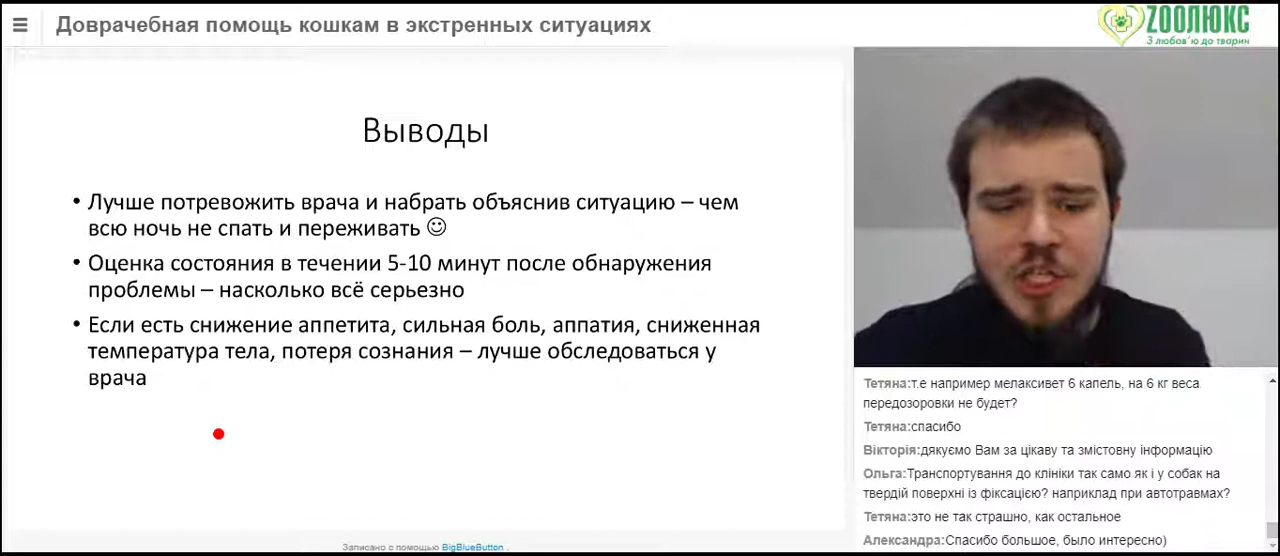 Доврачебная помощь кошкам в экстренных ситуациях
ZООЛЮКС
З любов'ю до тварин
Выводы
• Лучше потревожить врача и набрать объяснив ситуацию – чем
всю ночь не спать и переживать ☺
• Оценка состояния в течении 5-10 минут после обнаружения
проблемы – насколько всё серьезно
• Если есть снижение аппетита, сильная боль, аппатия, сниженная
температура тела, потеря сознания – лучше обследоваться у
врача
Тетяна:т.е например мелаксивет 6 капель, на 6 кг веса
передозоровки не будет?
Тетяна:спасибо
Вікторія:дякуємо Вам за цікаву та змістовну інформацію
Ольга:Транспортування до клініки так само як і у собак на
твердій поверхні із фіксацією? наприклад при автотравмах?
Тетяна:это не так страшно, как остальное
Александра:Спасибо большое, было интересно)
Записано с помощью BigBlueButton .